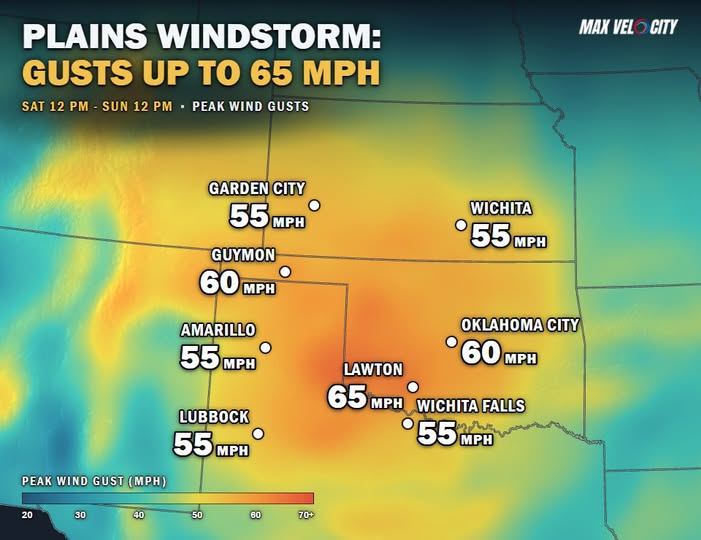 PLAINS WINDSTORM:
GUSTS UP TO 65 MPH
SAT 12 PM - SUN 12 PM • PEAK WIND GUSTS
MAX VELOCITY
GARDEN CITY
55 MPH
WICHITA
55 MPH
GUYMON
60 MPH
AMARILLO
55 MPH
OKLAHOMA CITY
60 MPH
LAWTON
65 MPH
WICHITA FALLS
55 MPH
LUBBOCK
55 MPH
PEAK WIND GUST (MPH)
20 30 40 50 60 70+